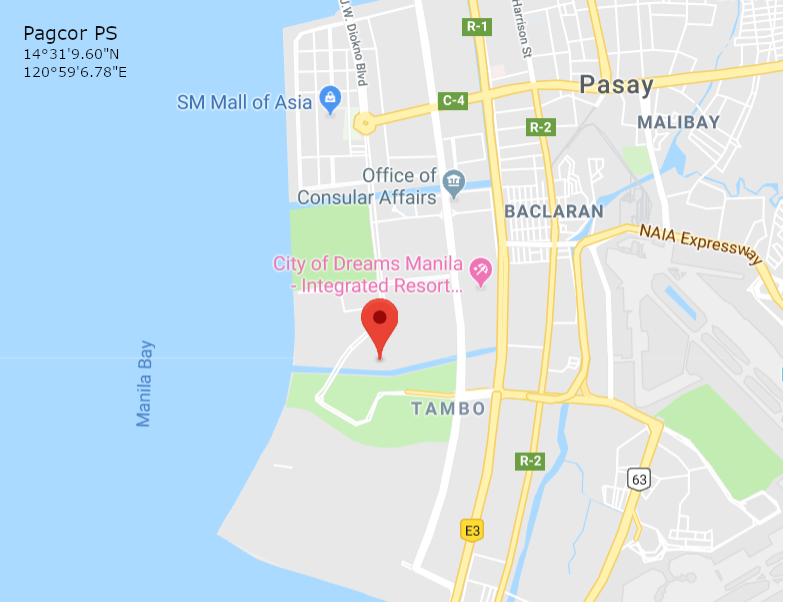 Pagcor PS
14°31'9.60"N
120°59'6.78"E
J.W. Diokno Blvd
Harrison St
R-1
Pasay
SM Mall of Asia
C-4
R-2
MALIBAY
Office of
Consular Affairs
BACLARAN
NAIA Expressway
City of Dreams Manila
- Integrated Resort...
Manila Bay
TAMBO
R-2
63
E3